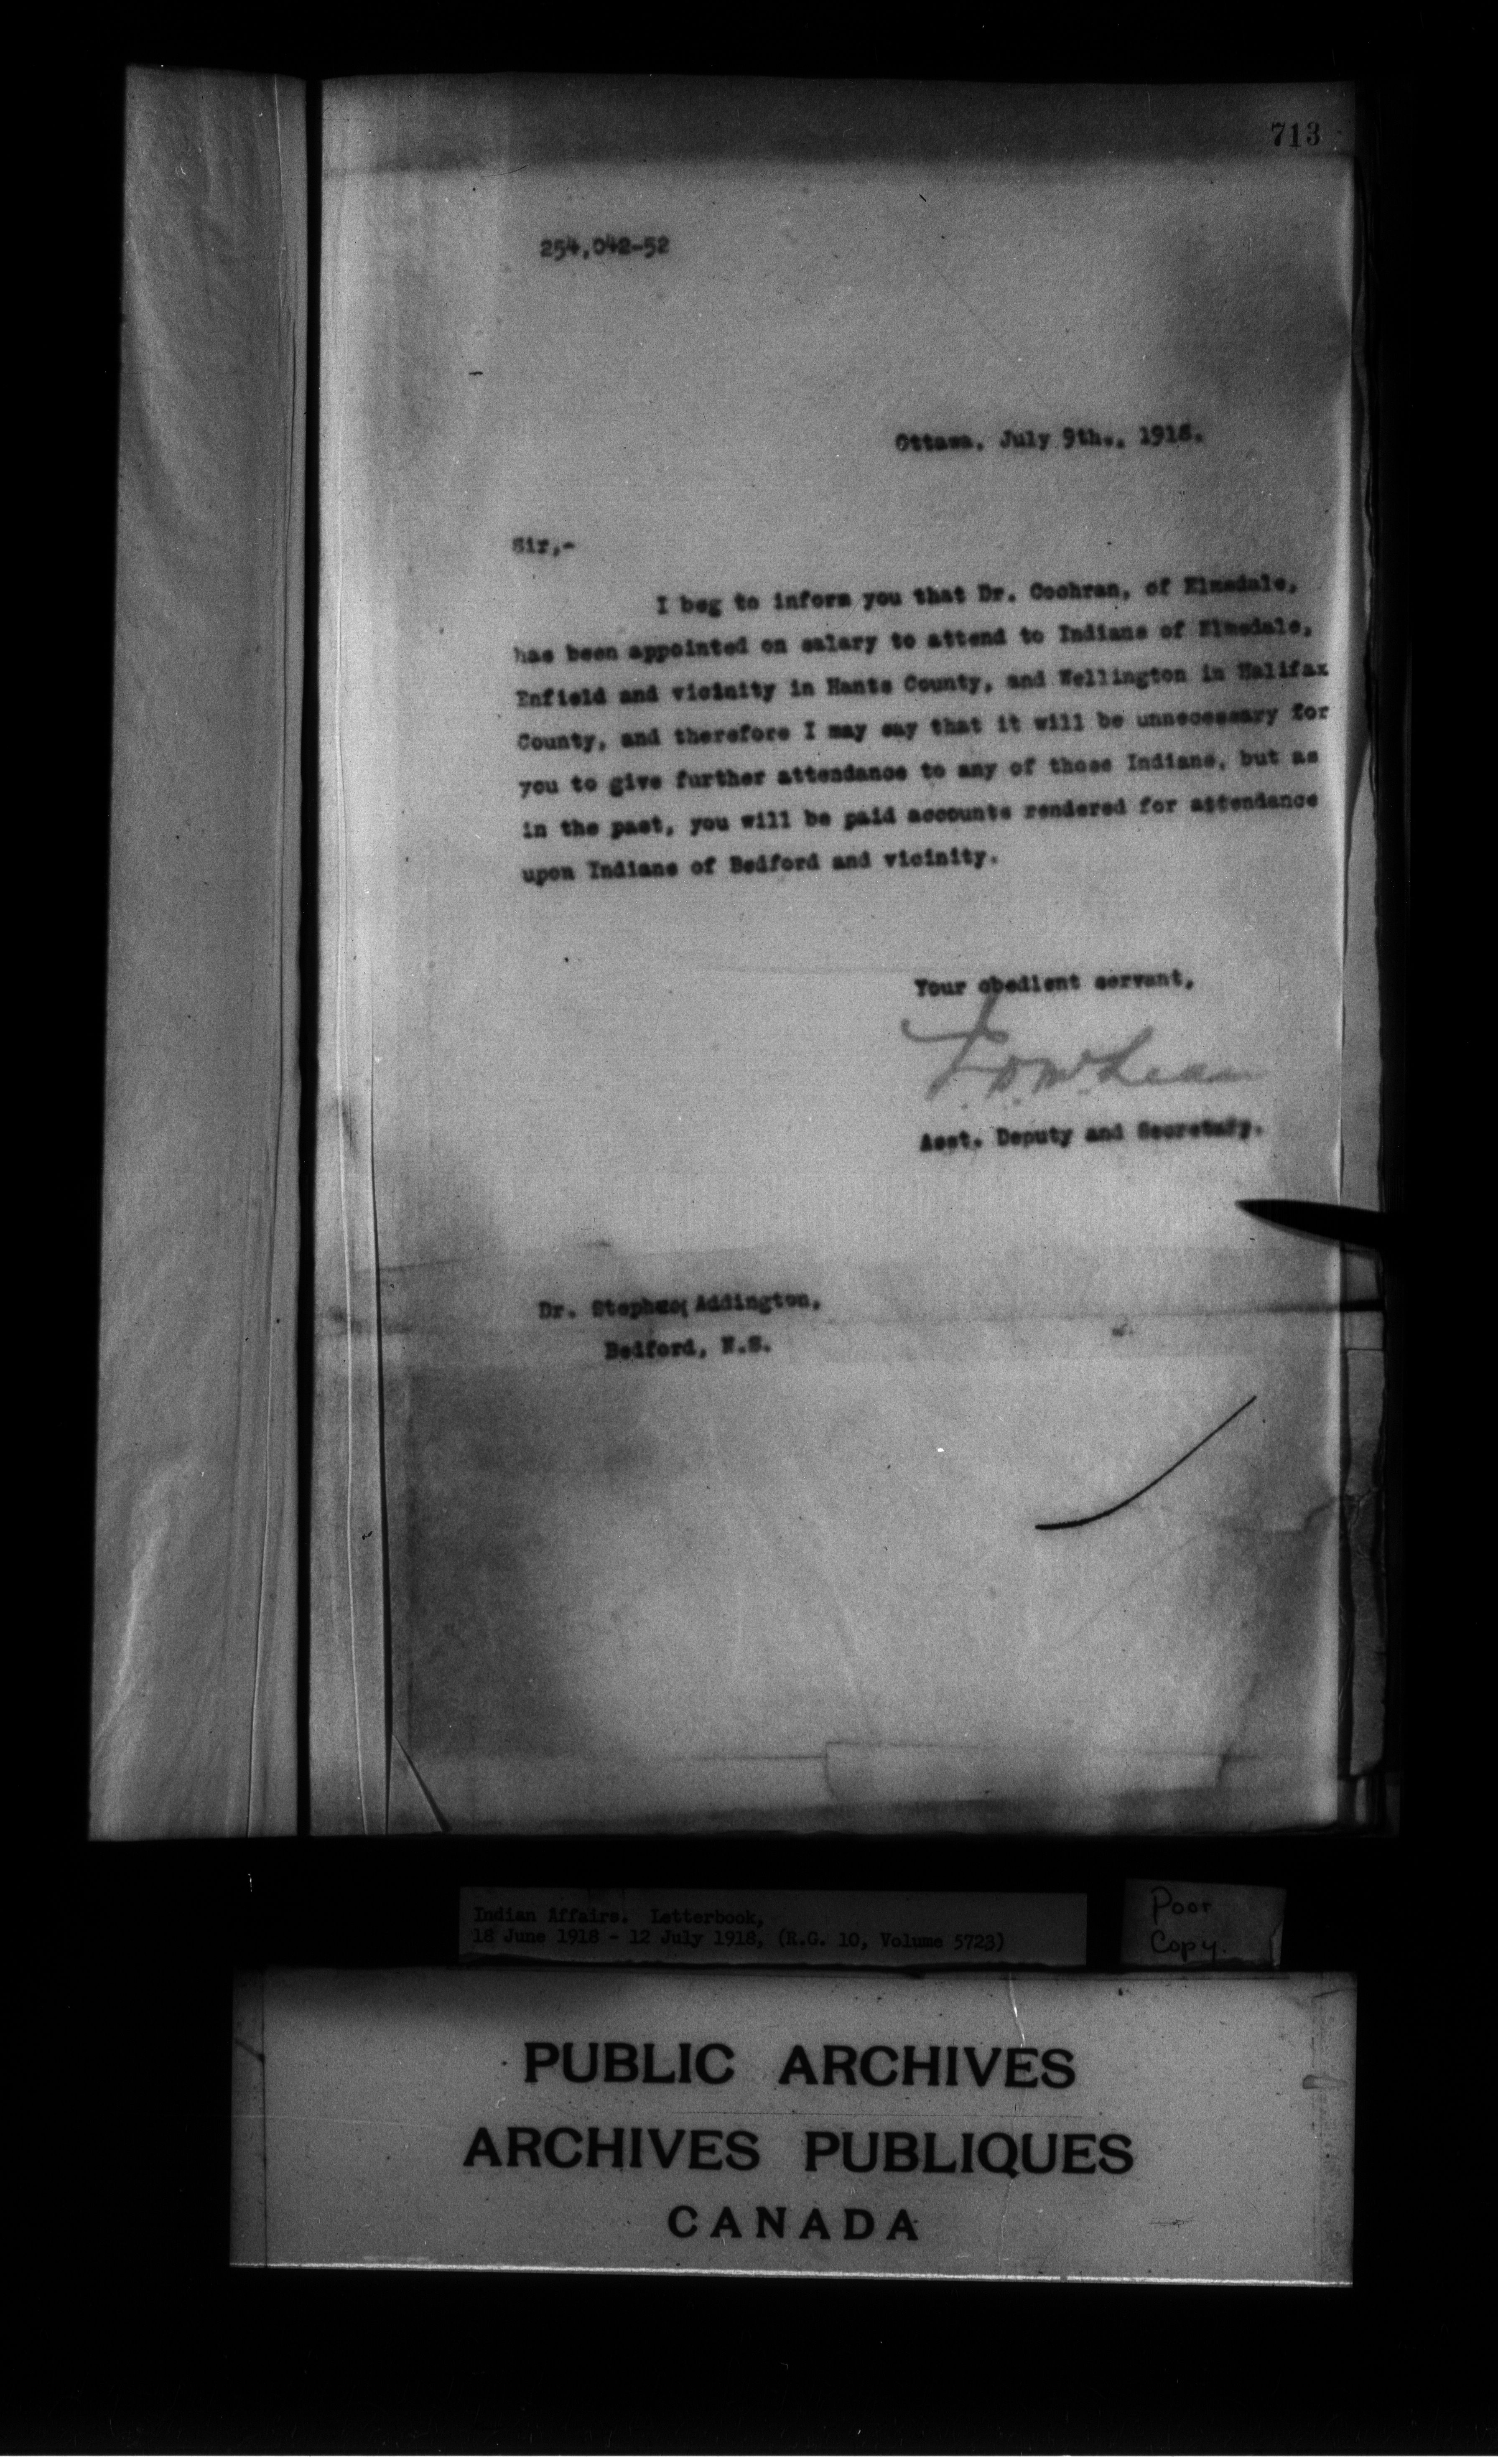 713
254,042-52
Ottawa. July 9th., 1918.
Sir,-
I beg to inform you that Dr. Cochran, of Elmsdale,
has been appointed on salary to attend to Indians of Elmsdale,
Enfield and vicinity in Hants County, and Wellington in Halifax
County, and therefore I may say that it will be unnecessary for
you to give further attendance to any of those Indians, but as
in the past, you will be paid accounts rendered for attendance
upon Indians of Bedford and vicinity.
Your obedient servant,
J. D. McLean
Asst. Deputy and Secretary.
Dr. Addington,
Bedford, N.S.
Indian Affairs. Letterbook,
18 June 1918 - 12 July 1918, (R.G. 10, Volume 5723)
Poor
Copy.
PUBLIC ARCHIVES
ARCHIVES PUBLIQUES
CANADA